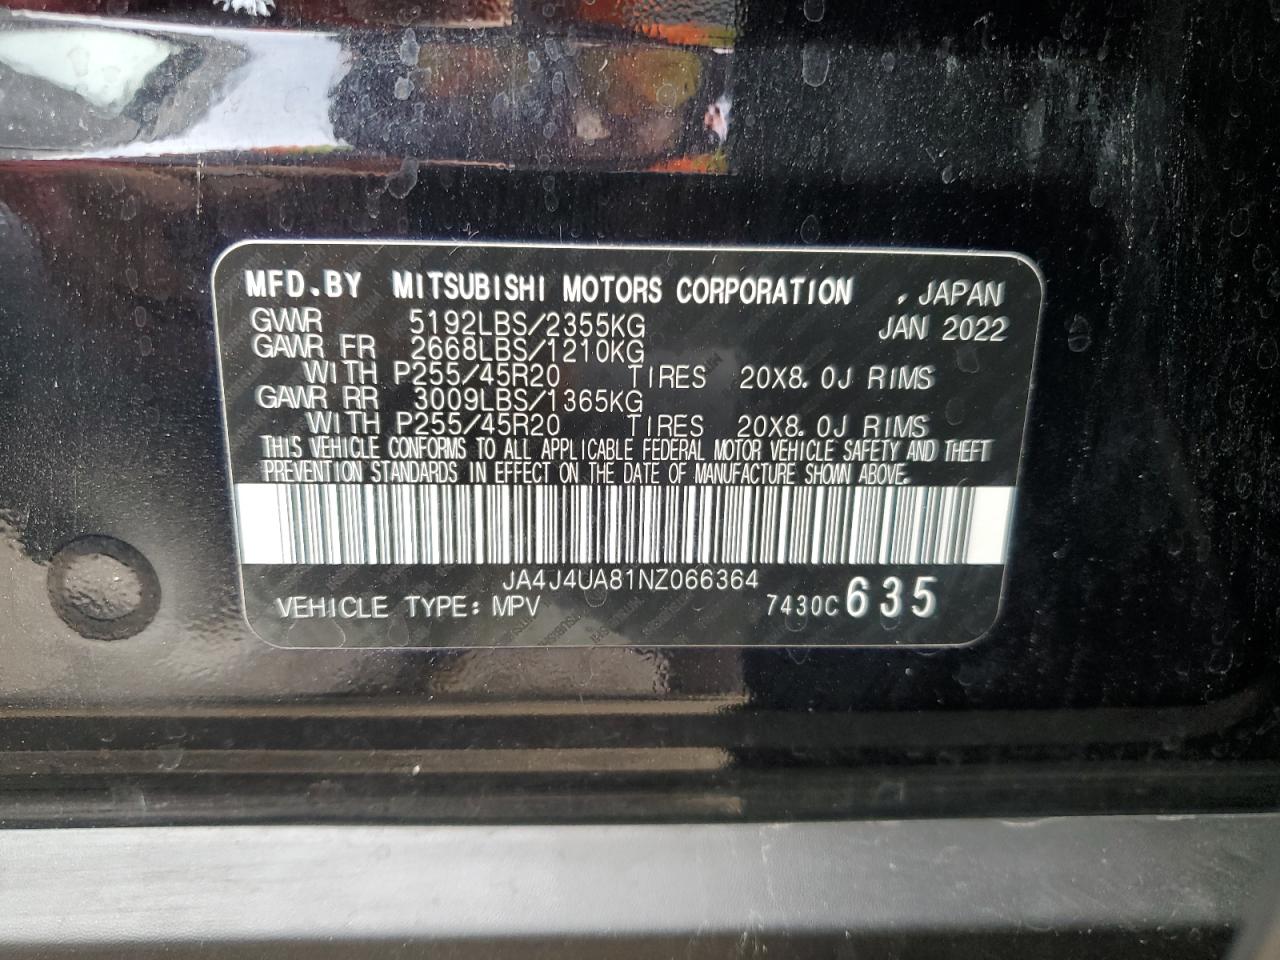 MFD.BY MITSUBISHI MOTORS CORPORATION , JAPAN
GVWR 5192LBS/2355KG JAN 2022
GAWR FR 2668LBS/1210KG
WITH P255/45R20 TIRES 20X8.0J RIMS
GAWR RR 3009LBS/1365KG
WITH P255/45R20 TIRES 20X8.0J RIMS
THIS VEHICLE CONFORMS TO ALL APPLICABLE FEDERAL MOTOR VEHICLE SAFETY AND THEFT
PREVENTION STANDARDS IN EFFECT ON THE DATE OF MANUFACTURE SHOWN ABOVE.
JA4J4UA81NZ066364
VEHICLE TYPE: MPV 7430C 635